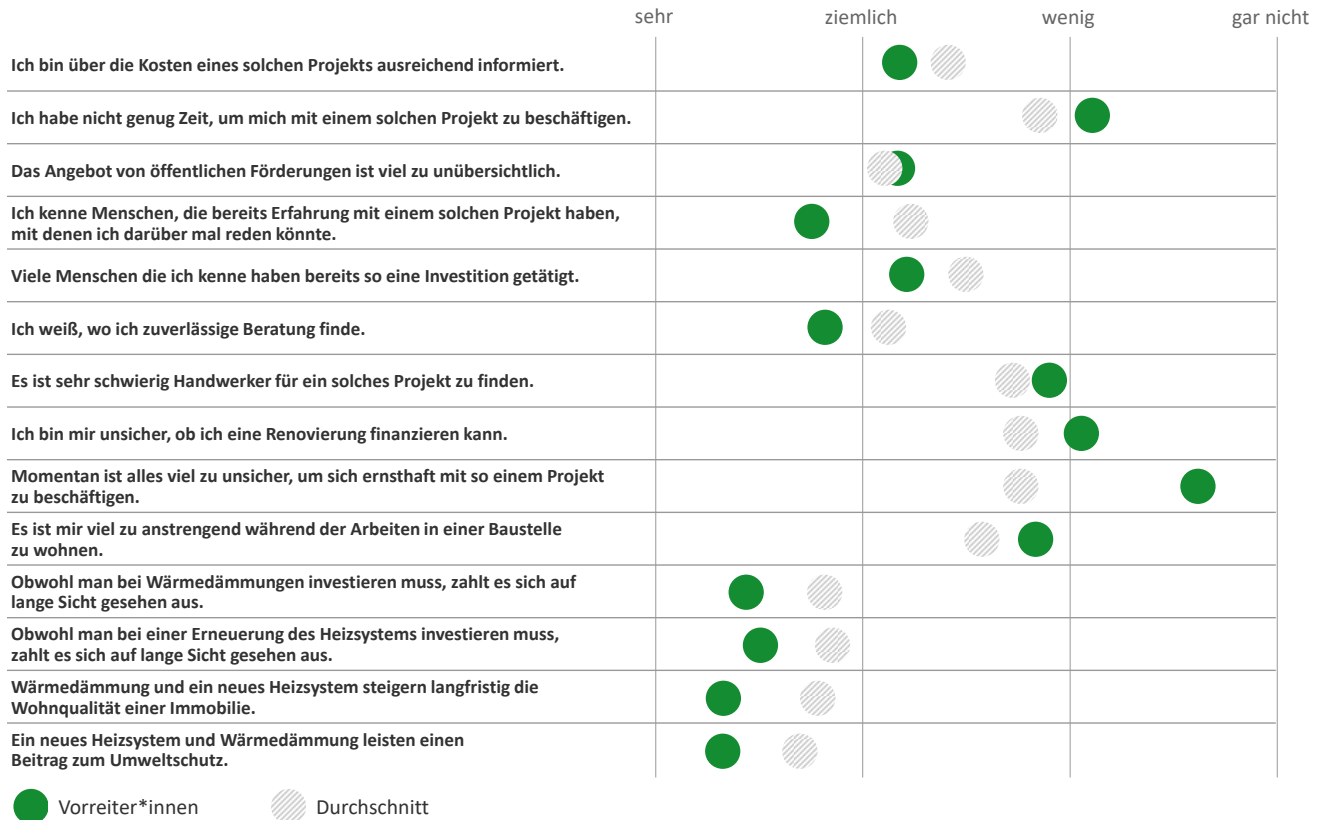 sehr ziemlich wenig gar nicht
Ich bin über die Kosten eines solchen Projekts ausreichend informiert.
Ich habe nicht genug Zeit, um mich mit einem solchen Projekt zu beschäftigen.
Das Angebot von öffentlichen Förderungen ist viel zu unübersichtlich.
Ich kenne Menschen, die bereits Erfahrung mit einem solchen Projekt haben,
mit denen ich darüber mal reden könnte.
Viele Menschen die ich kenne haben bereits so eine Investition getätigt.
Ich weiß, wo ich zuverlässige Beratung finde.
Es ist sehr schwierig Handwerker für ein solches Projekt zu finden.
Ich bin mir unsicher, ob ich eine Renovierung finanzieren kann.
Momentan ist alles viel zu unsicher, um sich ernsthaft mit so einem Projekt
zu beschäftigen.
Es ist mir viel zu anstrengend während der Arbeiten in einer Baustelle
zu wohnen.
Obwohl man bei Wärmedämmungen investieren muss, zahlt es sich auf
lange Sicht gesehen aus.
Obwohl man bei einer Erneuerung des Heizsystems investieren muss,
zahlt es sich auf lange Sicht gesehen aus.
Wärmedämmung und ein neues Heizsystem steigern langfristig die
Wohnqualität einer Immobilie.
Ein neues Heizsystem und Wärmedämmung leisten einen
Beitrag zum Umweltschutz.
Vorreiter*innen Durchschnitt